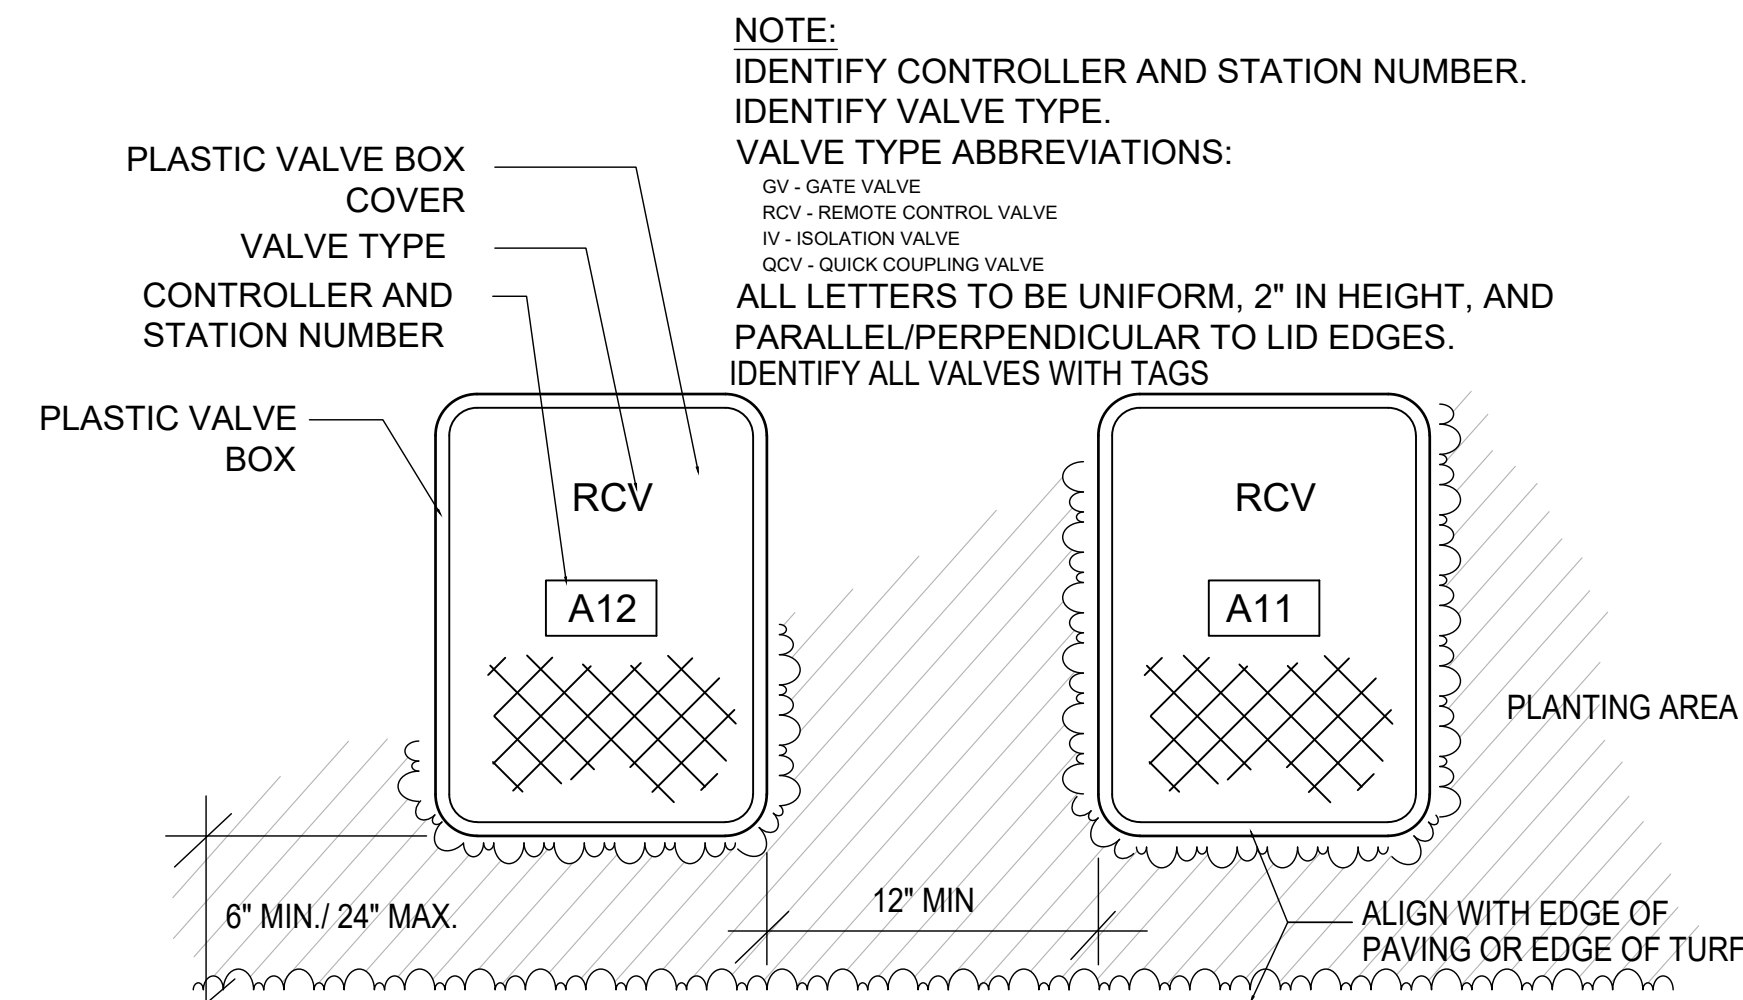 NOTE:
IDENTIFY CONTROLLER AND STATION NUMBER.
IDENTIFY VALVE TYPE.
VALVE TYPE ABBREVIATIONS:
GV - GATE VALVE
RCV - REMOTE CONTROL VALVE
IV - ISOLATION VALVE
QCV - QUICK COUPLING VALVE
ALL LETTERS TO BE UNIFORM, 2" IN HEIGHT, AND
PARALLEL/PERPENDICULAR TO LID EDGES.
IDENTIFY ALL VALVES WITH TAGS
PLASTIC VALVE BOX
COVER
VALVE TYPE
CONTROLLER AND
STATION NUMBER
PLASTIC VALVE
BOX
RCV
A12
RCV
A11
PLANTING AREA
6" MIN./ 24" MAX.
12" MIN
ALIGN WITH EDGE OF
PAVING OR EDGE OF TURF